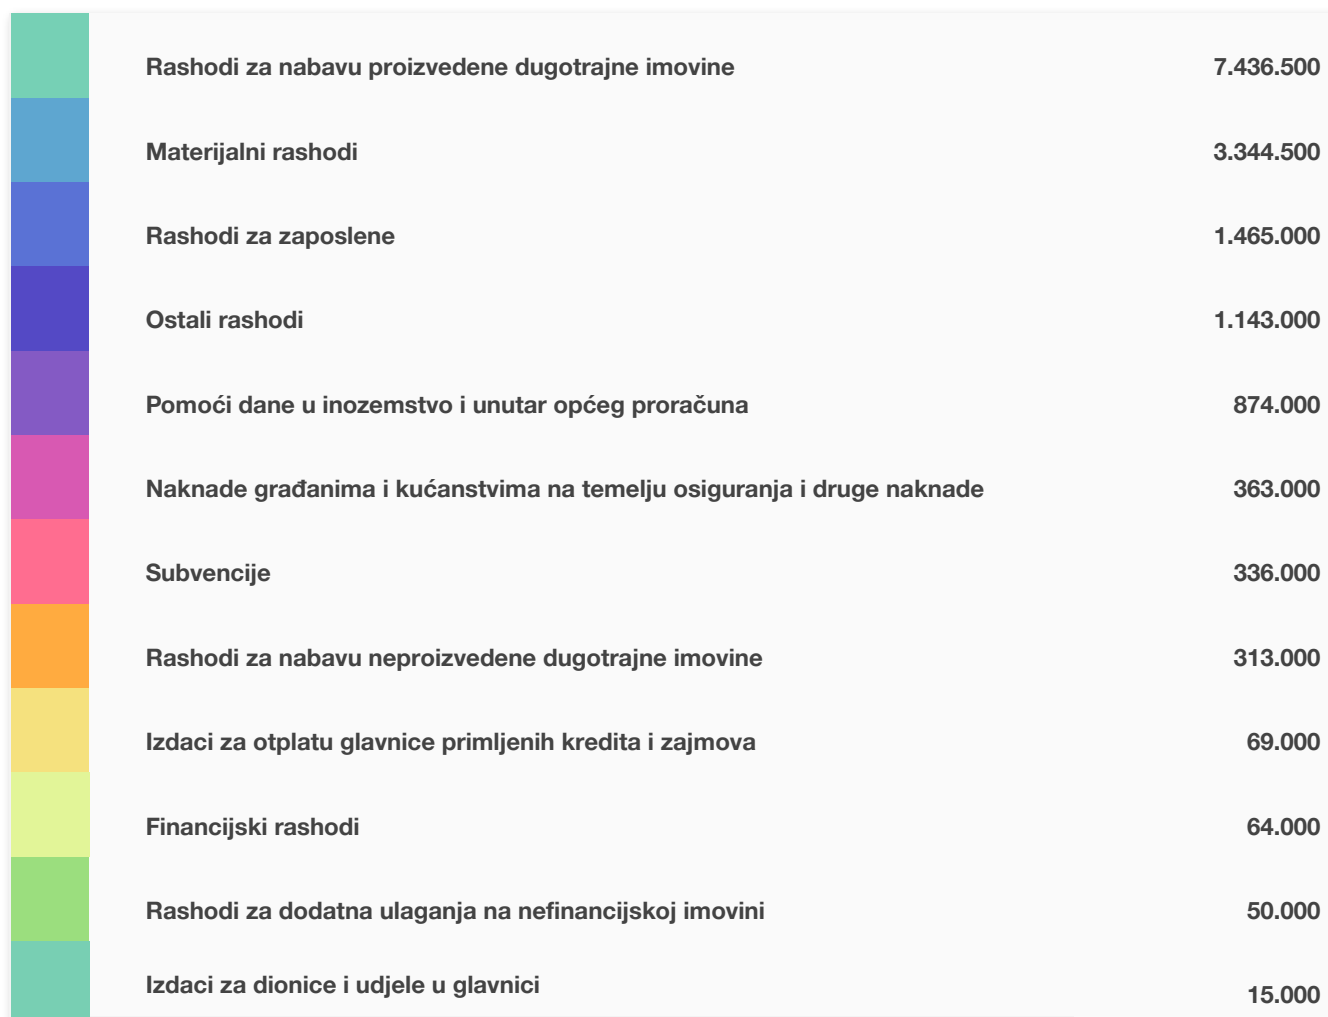 Rashodi za nabavu proizvedene dugotrajne imovine 7.436.500
Materijalni rashodi 3.344.500
Rashodi za zaposlene 1.465.000
Ostali rashodi 1.143.000
Pomoći dane u inozemstvo i unutar općeg proračuna 874.000
Naknade građanima i kućanstvima na temelju osiguranja i druge naknade 363.000
Subvencije 336.000
Rashodi za nabavu neproizvedene dugotrajne imovine 313.000
Izdaci za otplatu glavnice primljenih kredita i zajmova 69.000
Financijski rashodi 64.000
Rashodi za dodatna ulaganja na nefinancijskoj imovini 50.000
Izdaci za dionice i udjele u glavnici 15.000